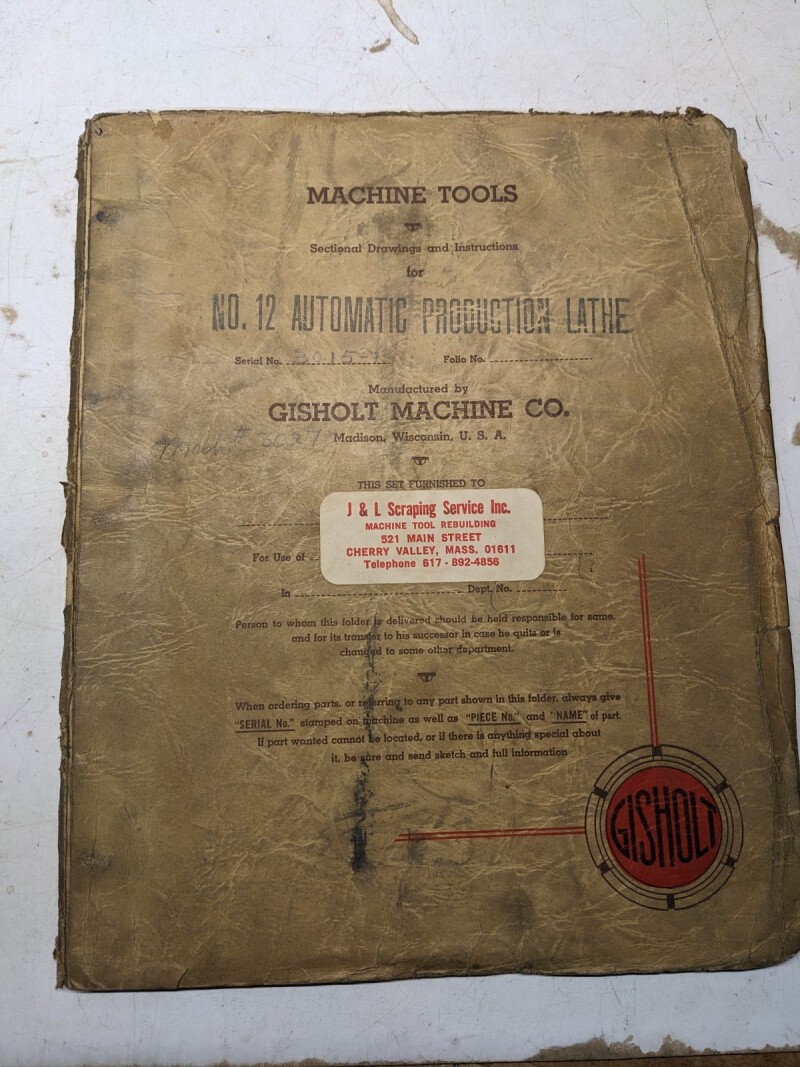 MACHINE TOOLS
Sectional Drawings and Instructions
for
NO. 12 AUTOMATIC PRODUCTION LATHE
Serial No. Folio No.
Manufactured by
GISHOLT MACHINE CO.
Madison, Wisconsin, U. S. A.
THIS SET FURNISHED TO
J & L Scraping Service Inc.
MACHINE TOOL REBUILDING
521 MAIN STREET
CHERRY VALLEY, MASS. 01611
Telephone 617 - 892-4856
For Use of
In Dept. No.
Person to whom this folder is delivered should be held responsible for same,
and for its transfer to his successor in case he quits or is
changed to some other department.
When ordering parts, or referring to any part shown in this folder, always give
"SERIAL No." stamped on machine as well as "PIECE No." and "NAME" of part.
If part wanted cannot be located, or if there is anything special about
it, be sure and send sketch and full information
GISHOLT